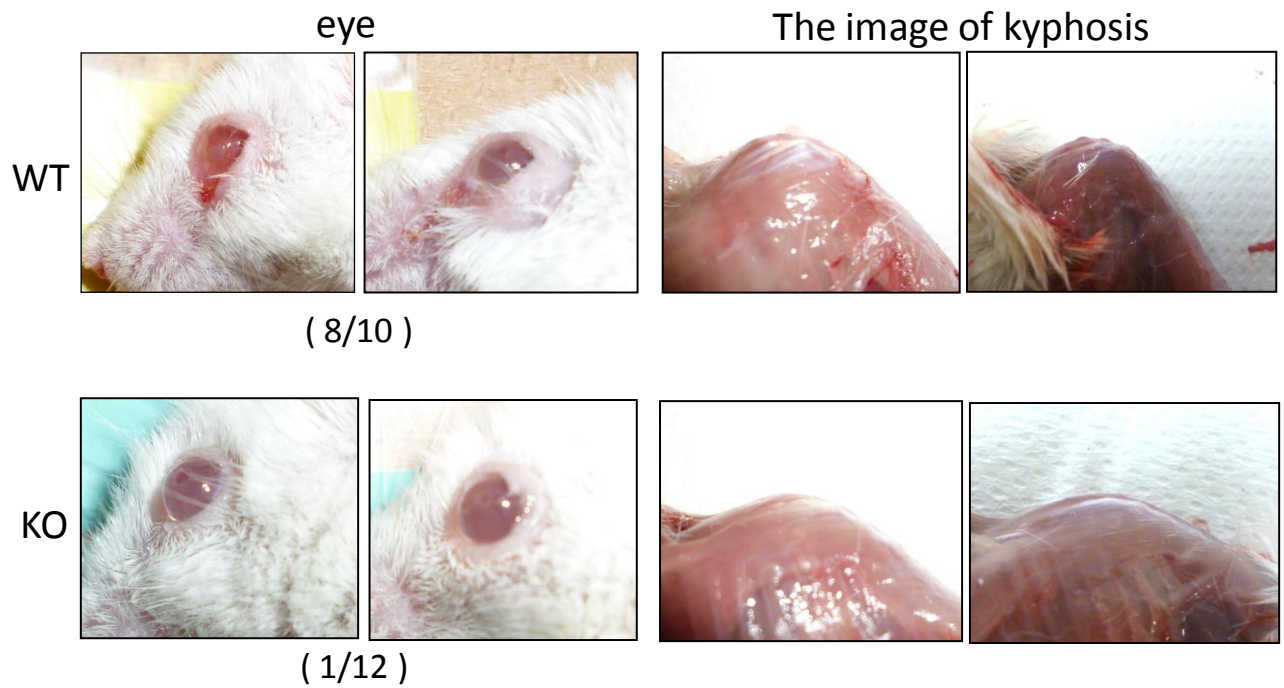 eye
The image of kyphosis
WT
( 8/10 )
KO
( 1/12 )